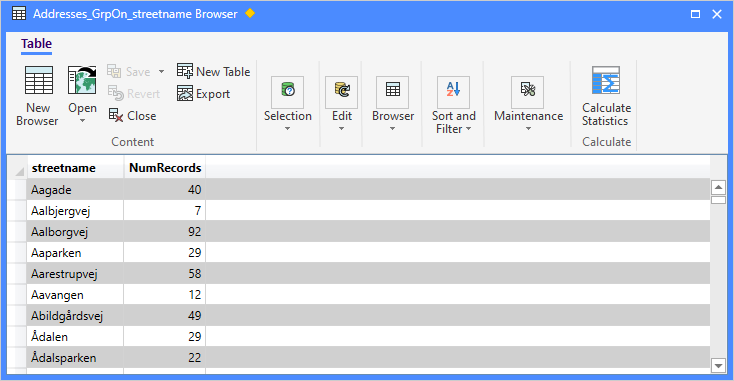 Addresses_GrpOn_streetname Browser
Table
New Browser
Open
Save
Revert
Close
New Table
Export
Content
Selection
Edit
Browser
Sort and Filter
Maintenance
Calculate Statistics
Calculate
streetname NumRecords
Aagade 40
Aalbjergvej 7
Aalborgvej 92
Aaparken 29
Aarestrupvej 58
Aavangen 12
Abildgårdsvej 49
Ådalen 29
Ådalsparken 22